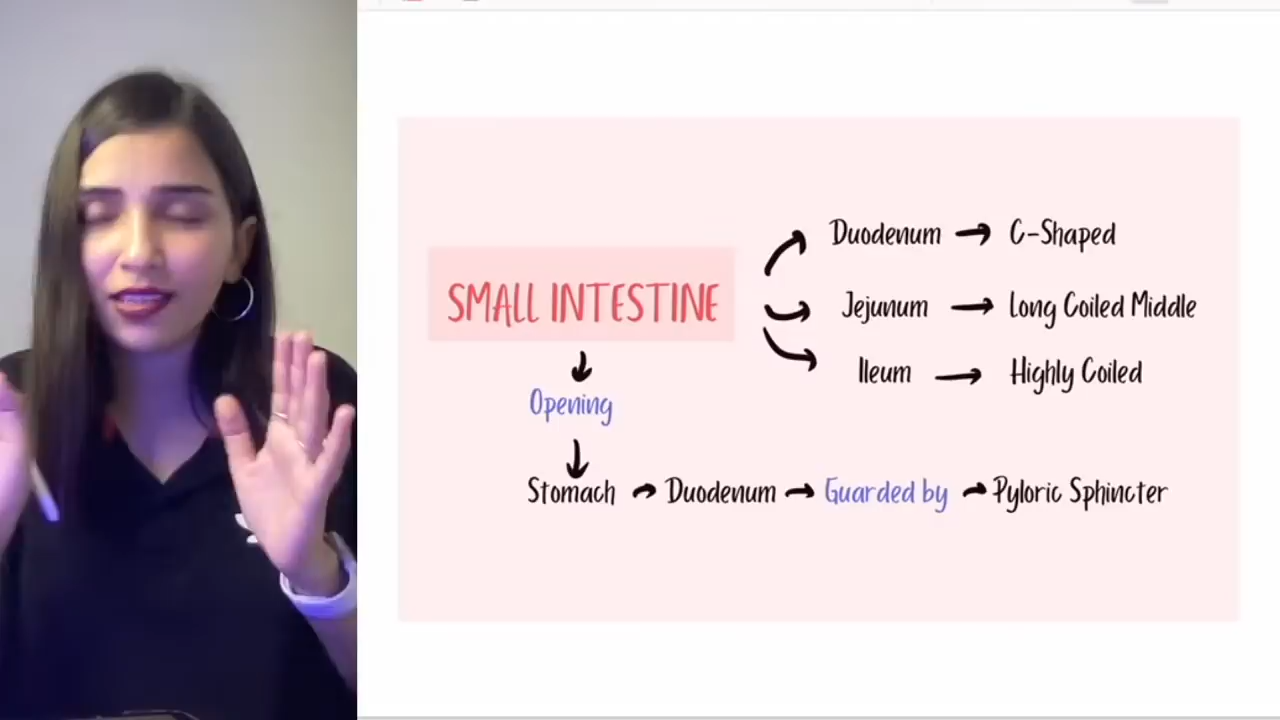 SMALL INTESTINE
Duodenum → C-Shaped
Jejunum → Long Coiled Middle
Ileum → Highly Coiled
Opening
Stomach → Duodenum → Guarded by → Pyloric Sphincter